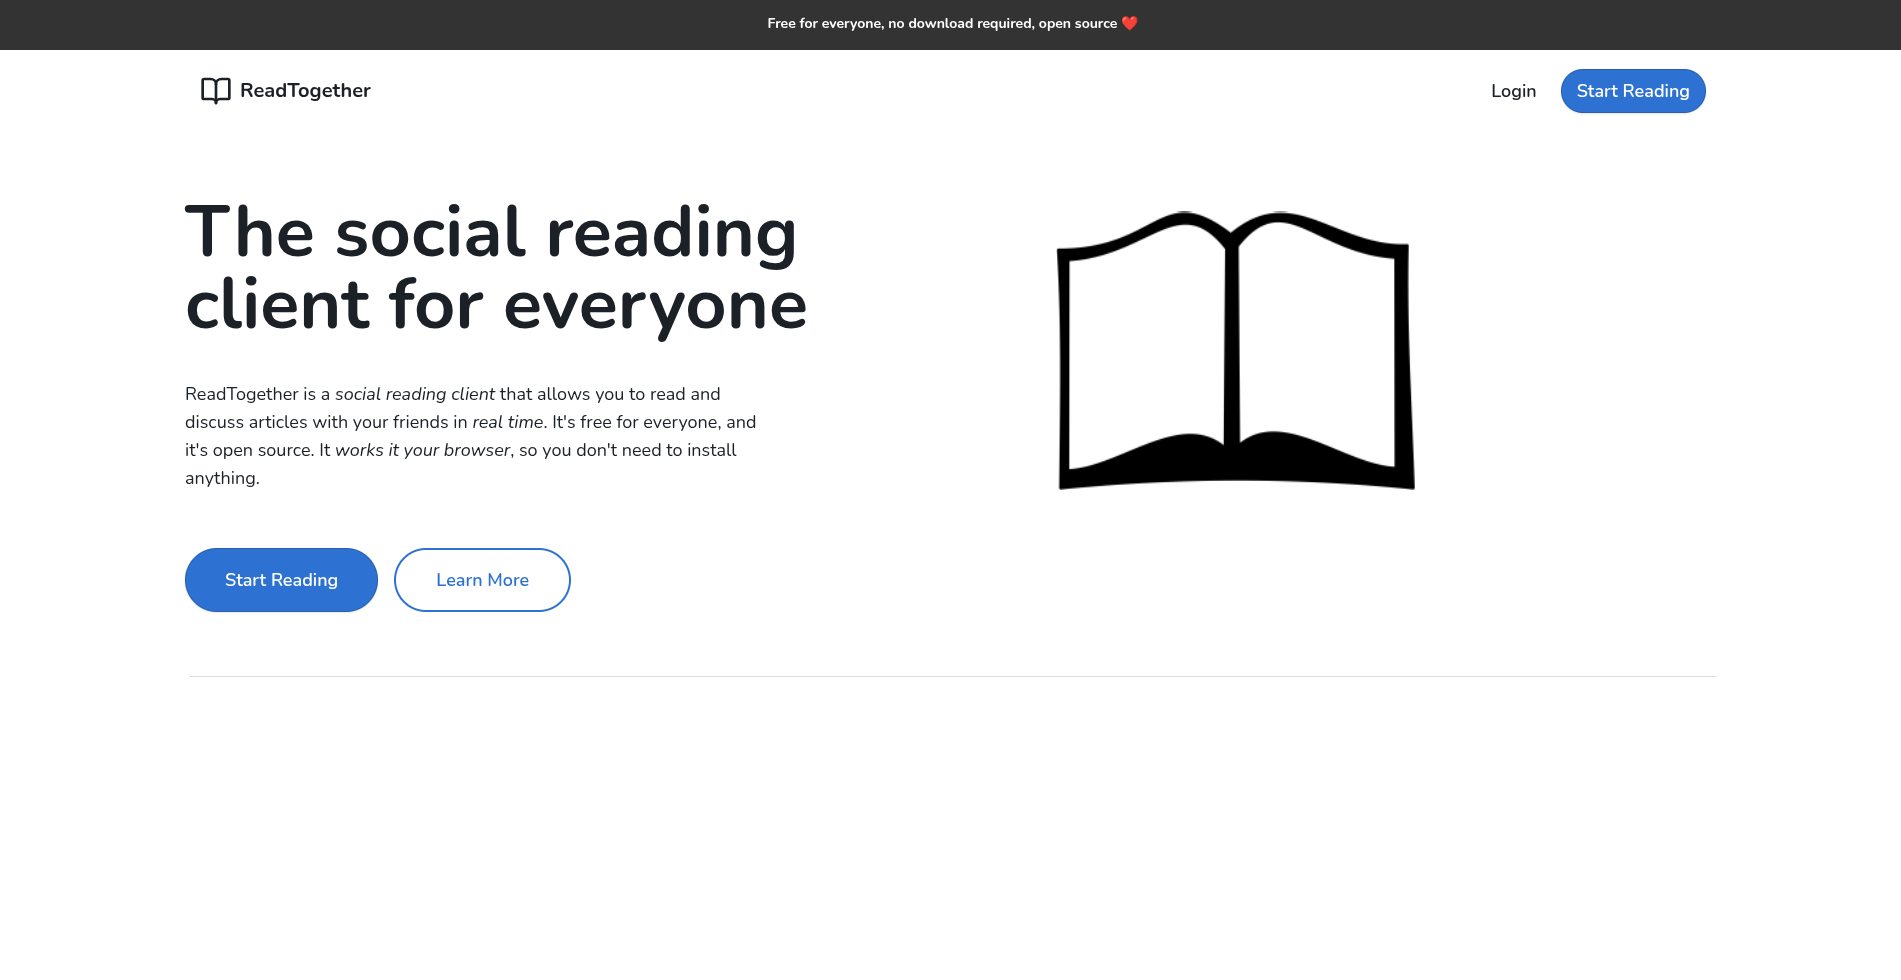 Free for everyone, no download required, open source ❤️
ReadTogether
Login
Start Reading
The social reading
client for everyone
ReadTogether is a social reading client that allows you to read and
discuss articles with your friends in real time. It's free for everyone, and
it's open source. It works it your browser, so you don't need to install
anything.
Start Reading
Learn More